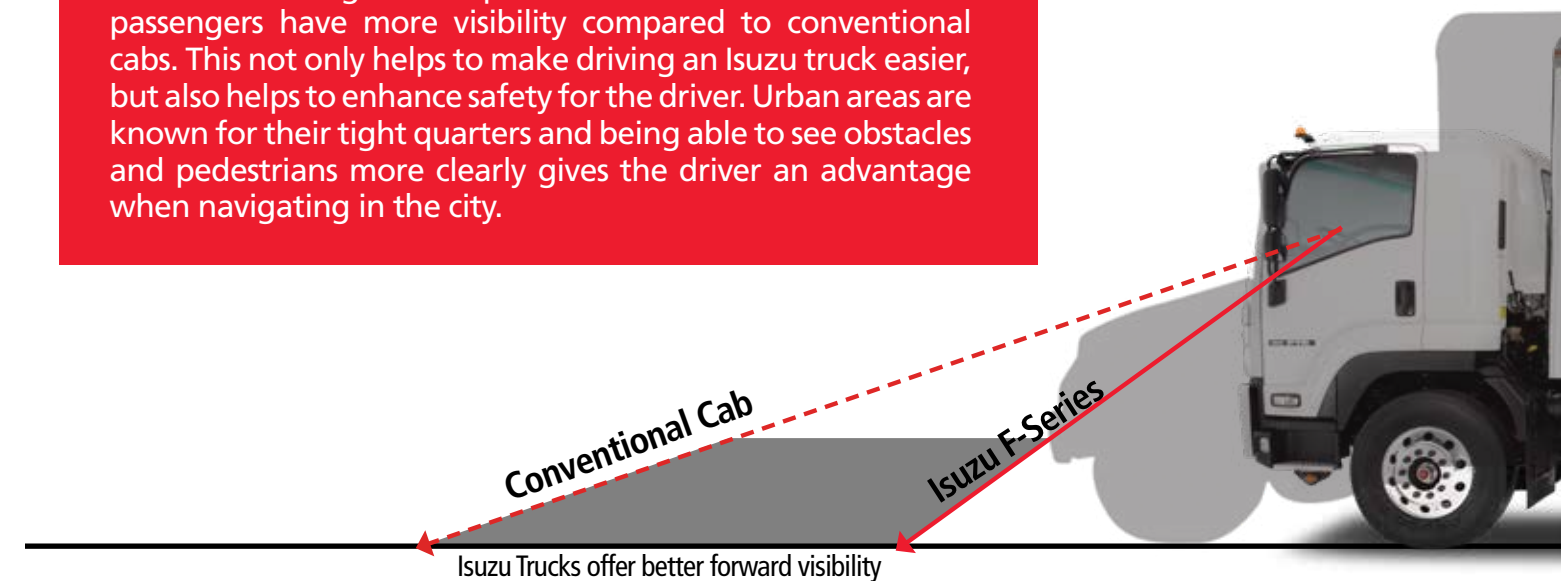 passengers have more visibility compared to conventional
cabs. This not only helps to make driving an Isuzu truck easier,
but also helps to enhance safety for the driver. Urban areas are
known for their tight quarters and being able to see obstacles
and pedestrians more clearly gives the driver an advantage
when navigating in the city.
Conventional Cab
Isuzu F-Series
Isuzu Trucks offer better forward visibility